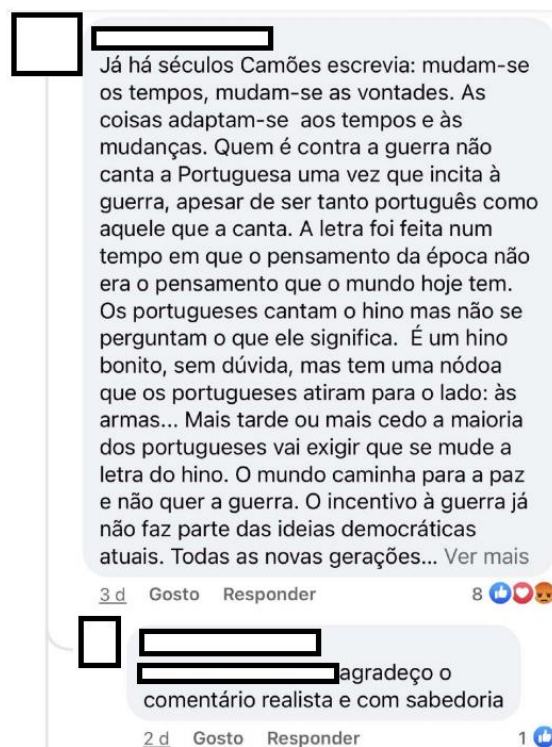 Já há séculos Camões escrevia: mudam-se
os tempos, mudam-se as vontades. As
coisas adaptam-se aos tempos e às
mudanças. Quem é contra a guerra não
canta a Portuguesa uma vez que incita à
guerra, apesar de ser tanto português como
aquele que a canta. A letra foi feita num
tempo em que o pensamento da época não
era o pensamento que o mundo hoje tem.
Os portugueses cantam o hino mas não se
perguntam o que ele significa. É um hino
bonito, sem dúvida, mas tem uma nódoa
que os portugueses atiram para o lado: às
armas... Mais tarde ou mais cedo a maioria
dos portugueses vai exigir que se mude a
letra do hino. O mundo caminha para a paz
e não quer a guerra. O incentivo à guerra já
não faz parte das ideias democráticas
atuais. Todas as novas gerações... Ver mais
3 d Gosto Responder 8
agradeço o
comentário realista e com sabedoria
2 d Gosto Responder 1